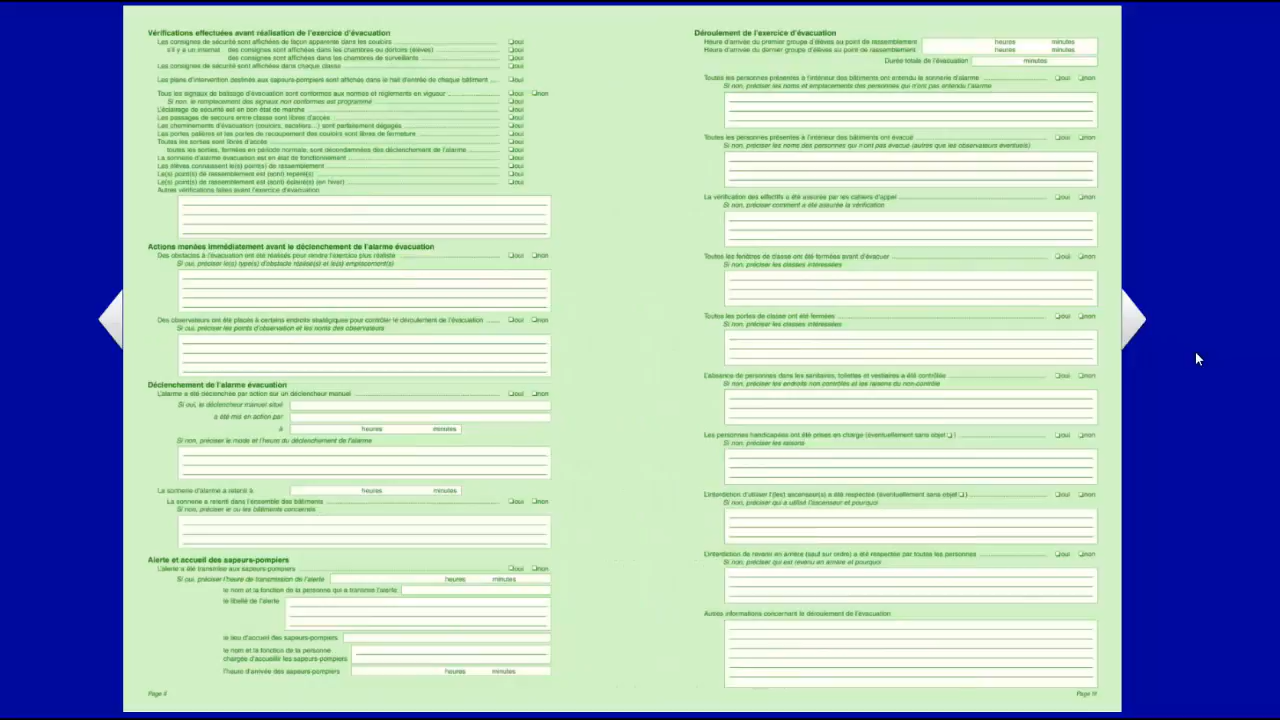 Vérifications effectuées avant réalisation de l'exercice d'évacuation
Les consignes de sécurité sont affichées de façon apparente dans les couloirs ❏oui
s'il y a un internat des consignes sont affichées dans les chambres ou dortoirs (élèves) ❏oui
des consignes sont affichées dans les chambres de surveillants ❏oui
Les consignes de sécurité sont affichées dans chaque classe ❏oui
Les plans d'intervention destinés aux sapeurs-pompiers sont affichés dans le hall d'entrée de chaque bâtiment ❏oui
Tous les signaux de balisage d'évacuation sont conformes aux normes et règlements en vigueur ❏oui ❏non
Si non, le remplacement des signaux non conformes est programmé ❏oui
L'éclairage de sécurité est en bon état de marche ❏oui
Les passages de secours entre classe sont libres d'accès ❏oui
Les cheminements d'évacuation (couloirs, escaliers...) sont parfaitement dégagés ❏oui
Les portes palières et les portes de recoupement des couloirs sont libres de fermeture ❏oui
Toutes les sorties sont libres d'accès ❏oui
toutes les sorties, fermées en période normale, sont décondamnées dès déclenchement de l'alarme ❏oui
La sonnerie d'alarme évacuation est en état de fonctionnement ❏oui
Les élèves connaissent le(s) point(s) de rassemblement ❏oui
Le(s) point(s) de rassemblement est (sont) repéré(s) ❏oui
Le(s) point(s) de rassemblement est (sont) éclairé(s) (en hiver) ❏oui
Autres vérifications faites avant l'exercice d'évacuation
Actions menées immédiatement avant le déclenchement de l'alarme évacuation
Des obstacles à l'évacuation ont été réalisés pour rendre l'exercice plus réaliste ❏oui ❏non
Si oui, préciser le(s) type(s) d'obstacle réalisé(s) et le(s) emplacement(s)
Des observateurs ont été placés à certains endroits stratégiques pour contrôler le déroulement de l'évacuation ❏oui ❏non
Si oui, préciser les points d'observation et les noms des observateurs
Déclenchement de l'alarme évacuation
L'alarme a été déclenchée par action sur un déclencheur manuel ❏oui ❏non
Si oui, le déclencheur manuel situé
a été mis en action par
à heures minutes
Si non, préciser le mode et l'heure du déclenchement de l'alarme
La sonnerie d'alarme a retenti à heures minutes
La sonnerie a retenti dans l'ensemble des bâtiments ❏oui ❏non
Si non, préciser le ou les bâtiments concernés
Alerte et accueil des sapeurs-pompiers
L'alerte a été transmise aux sapeurs-pompiers ❏oui ❏non
Si oui, préciser l'heure de transmission de l'alerte heures minutes
le nom et la fonction de la personne qui a transmis l'alerte
le libellé de l'alerte
le lieu d'accueil des sapeurs-pompiers
le nom et la fonction de la personne
chargée d'accueillir les sapeurs-pompiers
l'heure d'arrivée des sapeurs-pompiers heures minutes
Déroulement de l'exercice d'évacuation
Heure d'arrivée du premier groupe d'élèves au point de rassemblement heures minutes
Heure d'arrivée du dernier groupe d'élèves au point de rassemblement heures minutes
Durée totale de l'évacuation minutes
Toutes les personnes présentes à l'intérieur des bâtiments ont entendu la sonnerie d'alarme ❏oui ❏non
Si non, préciser les noms et emplacements des personnes qui n'ont pas entendu l'alarme
Toutes les personnes présentes à l'intérieur des bâtiments ont évacué ❏oui ❏non
Si non, préciser les noms des personnes qui n'ont pas évacué (autres que les observateurs éventuels)
La vérification des effectifs a été assurée par les cahiers d'appel ❏oui ❏non
Si non, préciser comment a été assurée la vérification
Toutes les fenêtres de classe ont été fermées avant d'évacuer ❏oui ❏non
Si non, préciser les classes intéressées
Toutes les portes de classe ont été fermées ❏oui ❏non
Si non, préciser les classes intéressées
L'absence de personnes dans les sanitaires, toilettes et vestiaires a été contrôlée ❏oui ❏non
Si non, préciser les endroits non contrôlés et les raisons du non-contrôle
Les personnes handicapées ont été prises en charge (éventuellement sans objet ❏) ❏oui ❏non
Si non, préciser les raisons
L'interdiction d'utiliser l'(les) ascenseur(s) a été respectée (éventuellement sans objet ❏) ❏oui ❏non
Si non, préciser qui a utilisé l'ascenseur et pourquoi
L'interdiction de revenir en arrière (sauf sur ordre) a été respectée par toutes les personnes ❏oui ❏non
Si non, préciser qui est revenu en arrière et pourquoi
Autres informations concernant le déroulement de l'évacuation
Page
Page